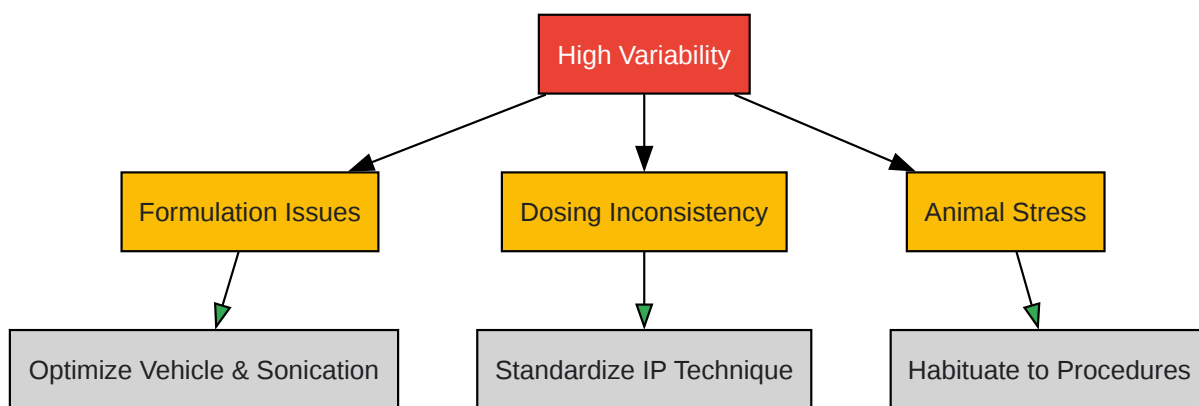 High Variability
Formulation Issues
Dosing Inconsistency
Animal Stress
Optimize Vehicle & Sonication
Standardize IP Technique
Habituate to Procedures